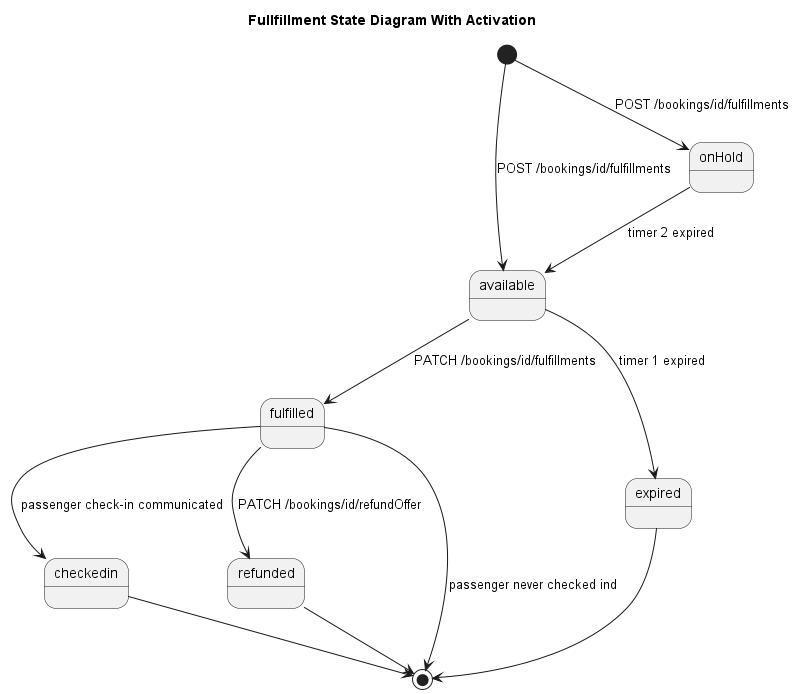 Fullfillment State Diagram With Activation
POST /bookings/id/fulfillments
onHold
POST /bookings/id/fulfillments
timer 2 expired
available
PATCH /bookings/id/fulfillments
timer 1 expired
fulfilled
expired
passenger check-in communicated
PATCH /bookings/id/refundOffer
checkedin
refunded
passenger never checked ind